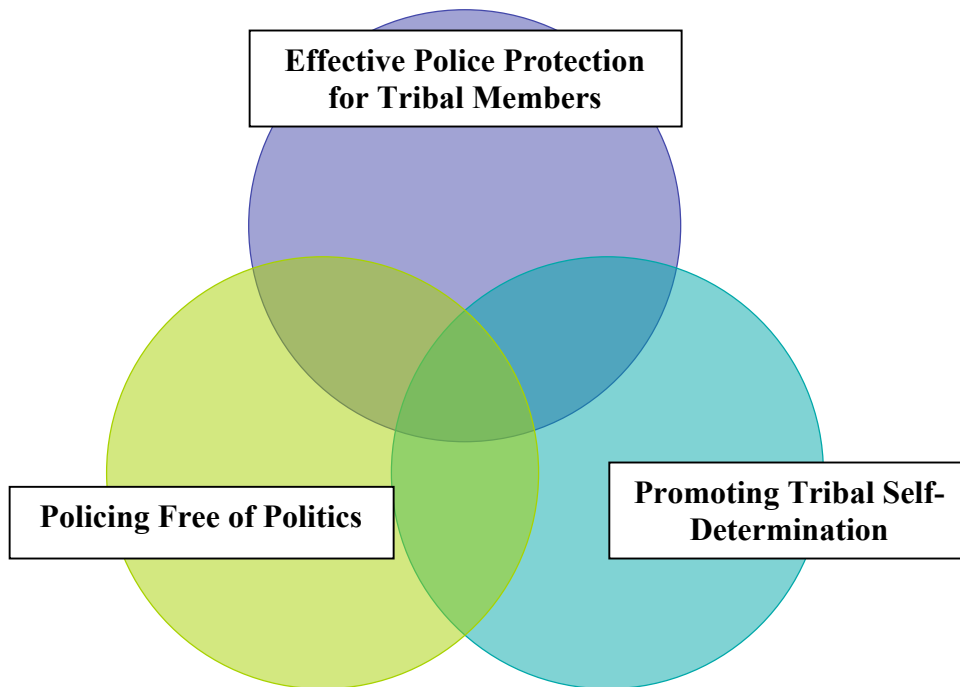 Effective Police Protection
for Tribal Members
Policing Free of Politics
Promoting Tribal Self-
Determination